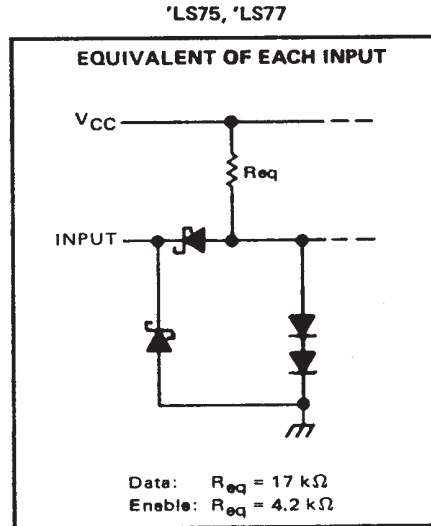 'LS75, 'LS77
EQUIVALENT OF EACH INPUT
VCC
Req
INPUT
Data: Req = 17 kΩ
Enable: Req = 4.2 kΩ